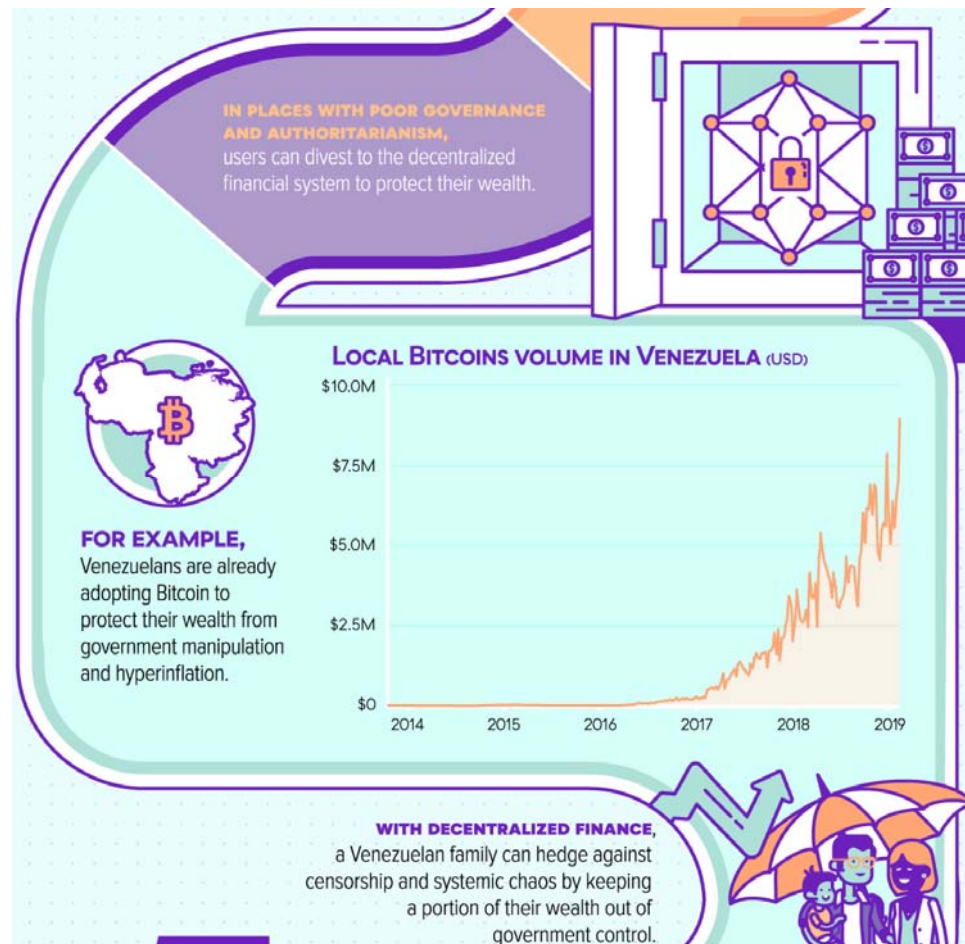 IN PLACES WITH POOR GOVERNANCE
AND AUTHORITARIANISM,
users can divest to the decentralized
financial system to protect their wealth.
LOCAL BITCOINS VOLUME IN VENEZUELA (USD)
$10.0M
$7.5M
$5.0M
$2.5M
$0
2014 2015 2016 2017 2018 2019
FOR EXAMPLE,
Venezuelans are already
adopting Bitcoin to
protect their wealth from
government manipulation
and hyperinflation.
WITH DECENTRALIZED FINANCE,
a Venezuelan family can hedge against
censorship and systemic chaos by keeping
a portion of their wealth out of
government control.